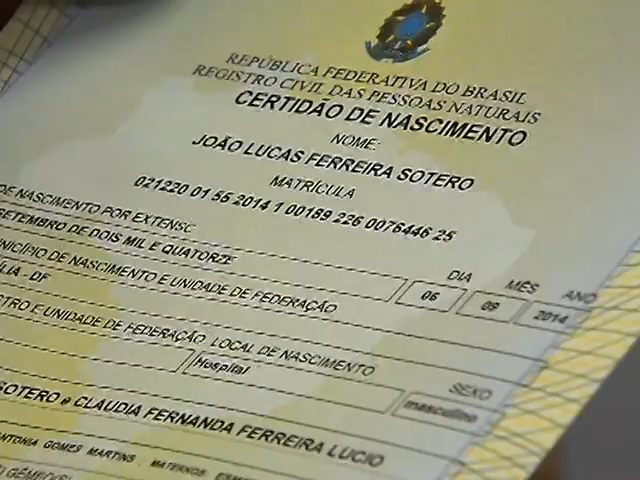 REPÚBLICA FEDERATIVA DO BRASIL
REGISTRO CIVIL DAS PESSOAS NATURAIS
CERTIDÃO DE NASCIMENTO
NOME:
JOÃO LUCAS FERREIRA SOTERO
MATRÍCULA
021220 01 55 2014 1 00189 226 0076446 25
DE NASCIMENTO POR EXTENSO
SETEMBRO DE DOIS MIL E QUATORZE
DIA MÊS ANO
06 09 2014
NICÍPIO DE NASCIMENTO E UNIDADE DE FEDERAÇÃO
ÍLIA - DF
TRO E UNIDADE DE FEDERAÇÃO LOCAL DE NASCIMENTO SEXO
Hospital masculino
SOTERO e CLAUDIA FERNANDA FERREIRA LUCIO
ANTONIA GOMES MARTINS . MATERNOS
GÊMEO(S)